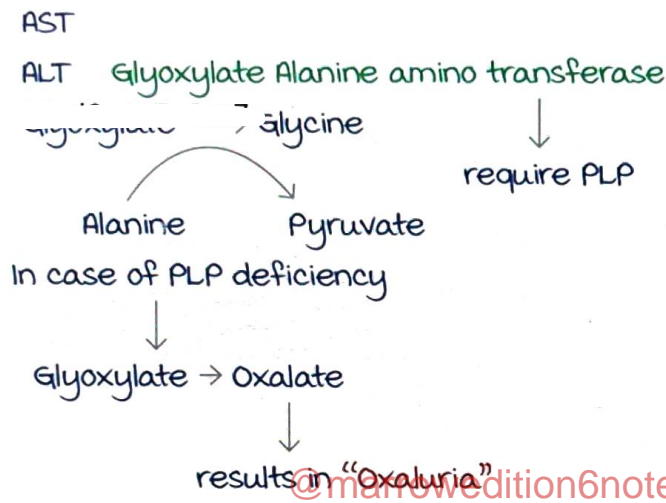 AST
ALT Glyoxylate Alanine amino transferase
Glycine
require PLP
Alanine Pyruvate
In case of PLP deficiency
Glyoxylate → Oxalate
results in “Oxaluria”
@marrowedition6note